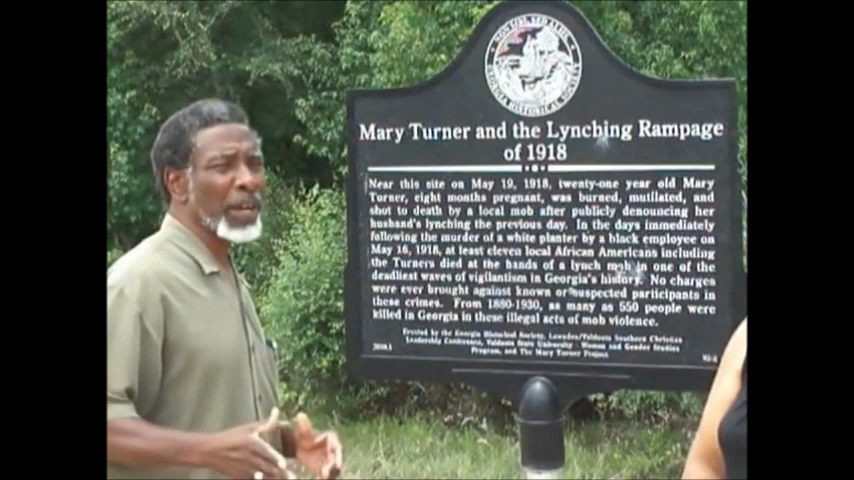 NON SIBI, SED ALIIS
GEORGIA HISTORICAL SOCIETY
Mary Turner and the Lynching Rampage
of 1918
Near this site on May 19, 1918, twenty-one year old Mary
Turner, eight months pregnant, was burned, mutilated, and
shot to death by a local mob after publicly denouncing her
husband's lynching the previous day. In the days immediately
following the murder of a white planter by a black employee on
May 16, 1918, at least eleven local African Americans including
the Turners died at the hands of a lynch mob in one of the
deadliest waves of vigilantism in Georgia's history. No charges
were ever brought against known or suspected participants in
these crimes. From 1880-1930, as many as 550 people were
killed in Georgia in these illegal acts of mob violence.
Erected by the Georgia Historical Society, Lowndes/Valdosta Southern Christian
Leadership Conference, Valdosta State University - Women and Gender Studies
Program, and The Mary Turner Project